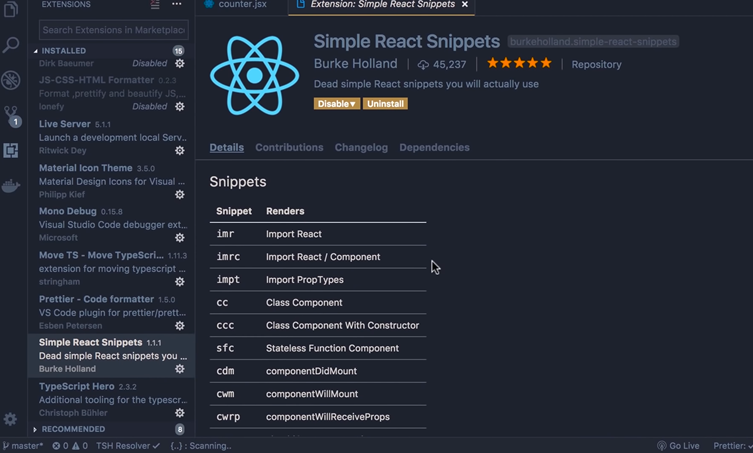 EXTENSIONS
counter.jsx
Extension: Simple React Snippets
Search Extensions in Marketplace
INSTALLED 15
Dirk Baeumer Disabled
JS-CSS-HTML Formatter 0.2.3
Format ,prettify and beautify JS,...
lonefy Disabled
Live Server 5.1.1
Launch a development local Serv...
Ritwick Dey
Material Icon Theme 3.5.0
Material Design Icons for Visual ...
Philipp Kief
Mono Debug 0.15.8
Visual Studio Code debugger ext...
Microsoft
Move TS - Move TypeScri... 1.11.3
extension for moving typescript ...
stringham
Prettier - Code formatter 1.5.0
VS Code plugin for prettier/prett...
Esben Petersen
Simple React Snippets 1.1.1
Dead simple React snippets you ...
Burke Holland
TypeScript Hero 2.3.2
Additional tooling for the typescr...
Christoph Bühler
RECOMMENDED 8
1
Simple React Snippets burkeholland.simple-react-snippets
Burke Holland | 45,237 | Repository
Dead simple React snippets you will actually use
Disable Uninstall
Details Contributions Changelog Dependencies
Snippets
Snippet Renders
imr Import React
imrc Import React / Component
impt Import PropTypes
cc Class Component
ccc Class Component With Constructor
sfc Stateless Function Component
cdm componentDidMount
cwm componentWillMount
cwrp componentWillReceiveProps
master* 0 0 TSH Resolver {..} : Scanning.. Go Live Prettier: